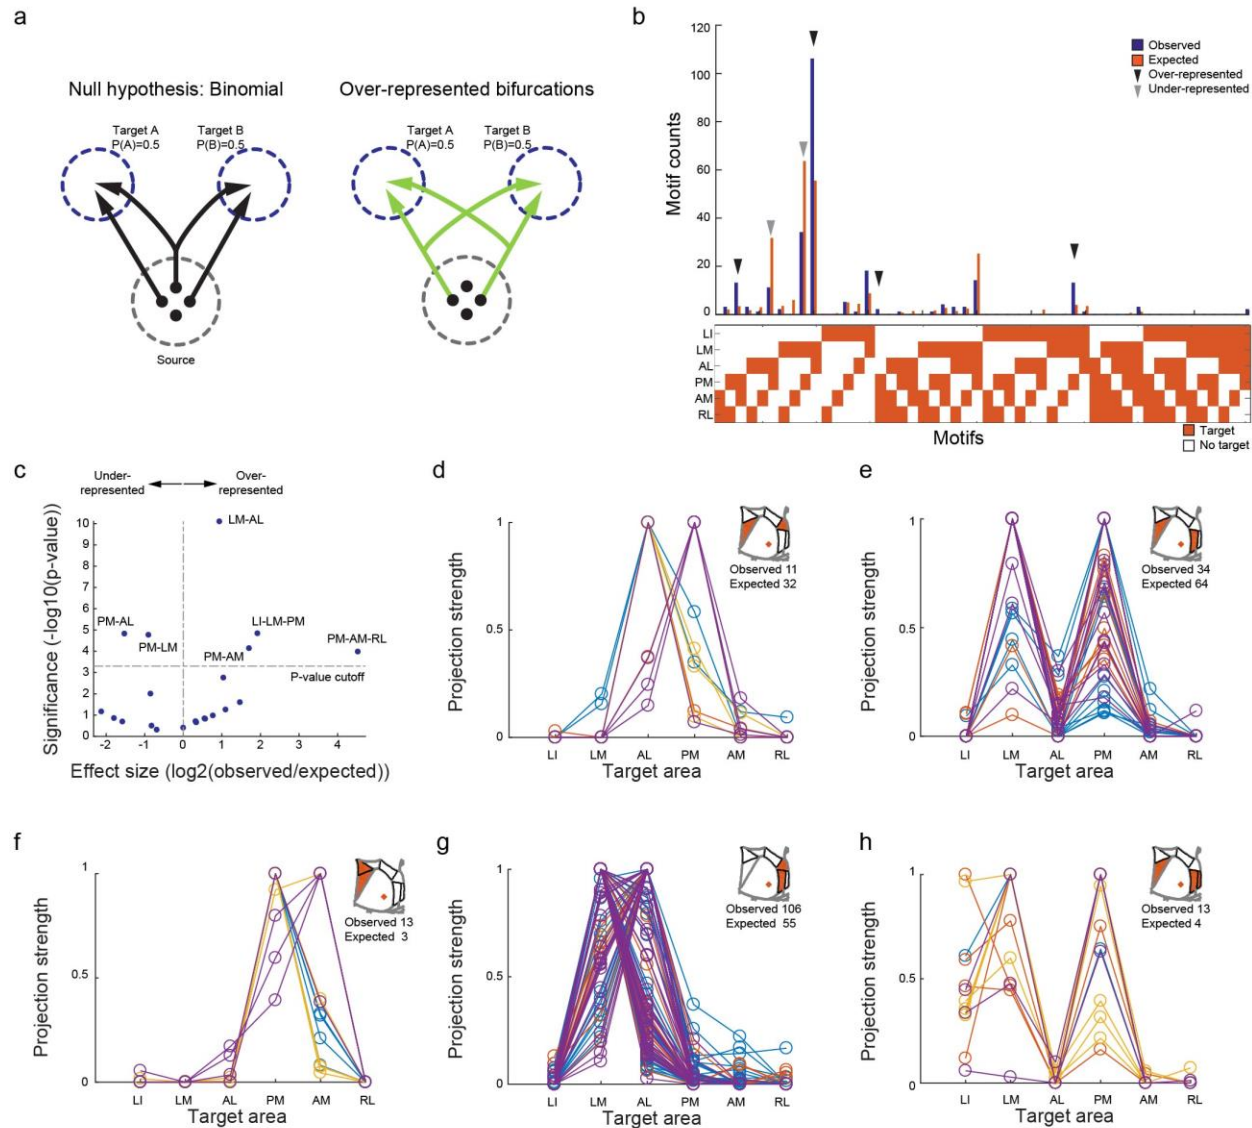 a
Null hypothesis: Binomial
Over-represented bifurcations
Target A
P(A)=0.5
Target B
P(B)=0.5
Target A
P(A)=0.5
Target B
P(B)=0.5
Source
b
120
100
80
60
40
20
0
Motif counts
Observed
Expected
Over-represented
Under-represented
LI
LM
AL
PM
AM
RL
Motifs
Target
No target
c
Under-
represented
Over-
represented
Significance (-log10(p-value))
10
9
8
7
6
5
4
3
2
1
0
LM-AL
PM-AL
PM-LM
LI-LM-PM
PM-AM
PM-AM-RL
P-value cutoff
-2 -1 0 1 2 3 4
Effect size (log2(observed/expected))
d
Projection strength
1
0.5
0
Observed 11
Expected 32
LI LM AL PM AM RL
Target area
e
Projection strength
1
0.5
0
Observed 34
Expected 64
LI LM AL PM AM RL
Target area
f
Projection strength
1
0.5
0
Observed 13
Expected 3
LI LM AL PM AM RL
Target area
g
Projection strength
1
0.5
0
Observed 106
Expected 55
LI LM AL PM AM RL
Target area
h
Projection strength
1
0.5
0
Observed 13
Expected 4
LI LM AL PM AM RL
Target area